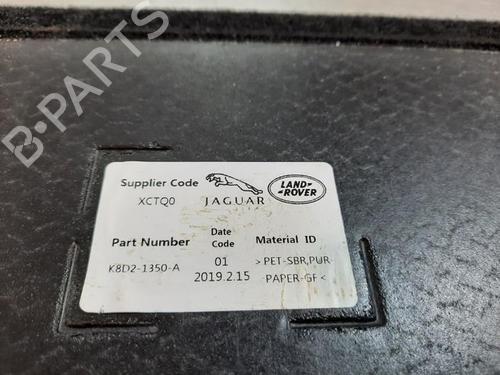 B-PARTS
Supplier Code
XCTQ0
JAGUAR
LAND-
ROVER
Part Number
Date
Code
Material ID
K8D2-1350-A
01
2019.2.15
>PET-SBR,PUR
-PAPER-GF<